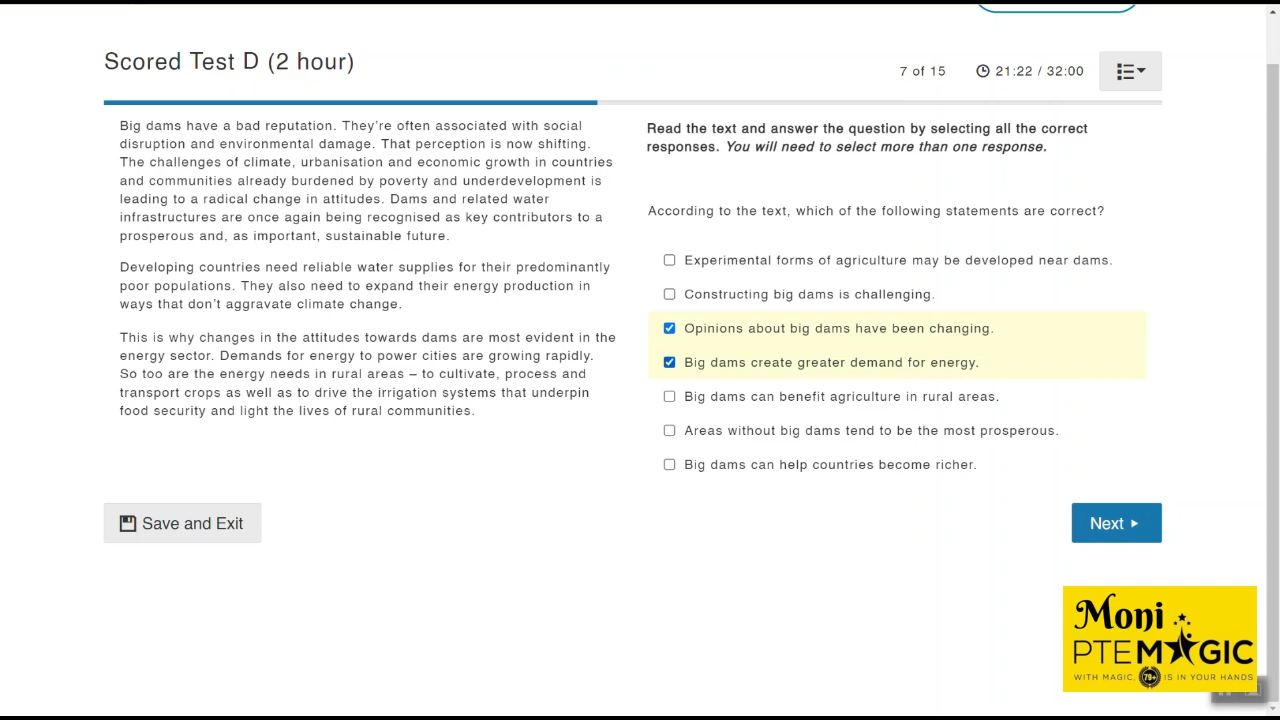 Scored Test D (2 hour)
7 of 15
21:22 / 32:00
Big dams have a bad reputation. They're often associated with social
disruption and environmental damage. That perception is now shifting.
The challenges of climate, urbanisation and economic growth in countries
and communities already burdened by poverty and underdevelopment is
leading to a radical change in attitudes. Dams and related water
infrastructures are once again being recognised as key contributors to a
prosperous and, as important, sustainable future.
Developing countries need reliable water supplies for their predominantly
poor populations. They also need to expand their energy production in
ways that don't aggravate climate change.
This is why changes in the attitudes towards dams are most evident in the
energy sector. Demands for energy to power cities are growing rapidly.
So too are the energy needs in rural areas – to cultivate, process and
transport crops as well as to drive the irrigation systems that underpin
food security and light the lives of rural communities.
Read the text and answer the question by selecting all the correct
responses. You will need to select more than one response.
According to the text, which of the following statements are correct?
Experimental forms of agriculture may be developed near dams.
Constructing big dams is challenging.
Opinions about big dams have been changing.
Big dams create greater demand for energy.
Big dams can benefit agriculture in rural areas.
Areas without big dams tend to be the most prosperous.
Big dams can help countries become richer.
Save and Exit
Next
Moni
PTEMAGIC
WITH MAGIC, 79+ IS IN YOUR HANDS